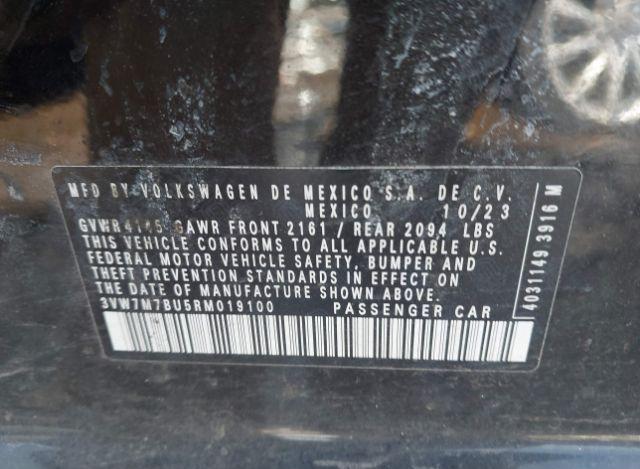 MFD BY VOLKSWAGEN DE MEXICO S.A. DE C.V.
MEXICO 10/23
GVWR 4145 GAWR FRONT 2161 / REAR 2094 LBS
THIS VEHICLE CONFORMS TO ALL APPLICABLE U.S.
FEDERAL MOTOR VEHICLE SAFETY, BUMPER AND
THEFT PREVENTION STANDARDS IN EFFECT ON
THE DATE OF MANUFACTURE SHOWN ABOVE.
3VW7M7BU5RM019100 PASSENGER CAR
4031149 3916 M